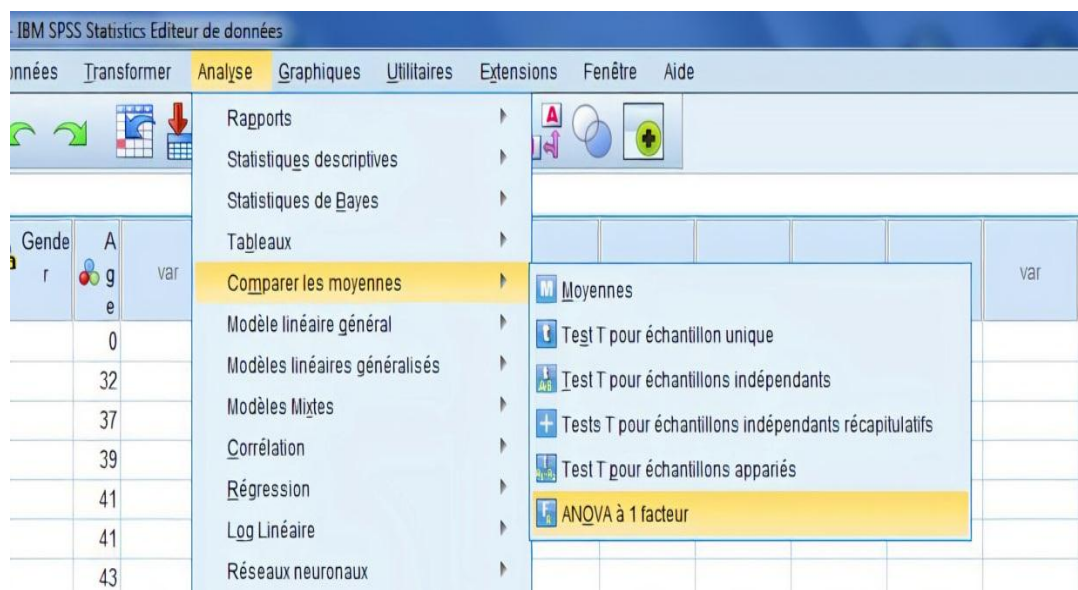 - IBM SPSS Statistics Editeur de données
onnées Transformer Analyse Graphiques Utilitaires Extensions Fenêtre Aide
Rapports
Statistiques descriptives
Statistiques de Bayes
Tableaux
Comparer les moyennes
Modèle linéaire général
Modèles linéaires généralisés
Modèles Mixtes
Corrélation
Régression
Log Linéaire
Réseaux neuronaux
Moyennes
Test T pour échantillon unique
Test T pour échantillons indépendants
Tests T pour échantillons indépendants récapitulatifs
Test T pour échantillons appariés
ANOVA à 1 facteur
Gende
r
A
g
e
var
var
0
32
37
39
41
41
43